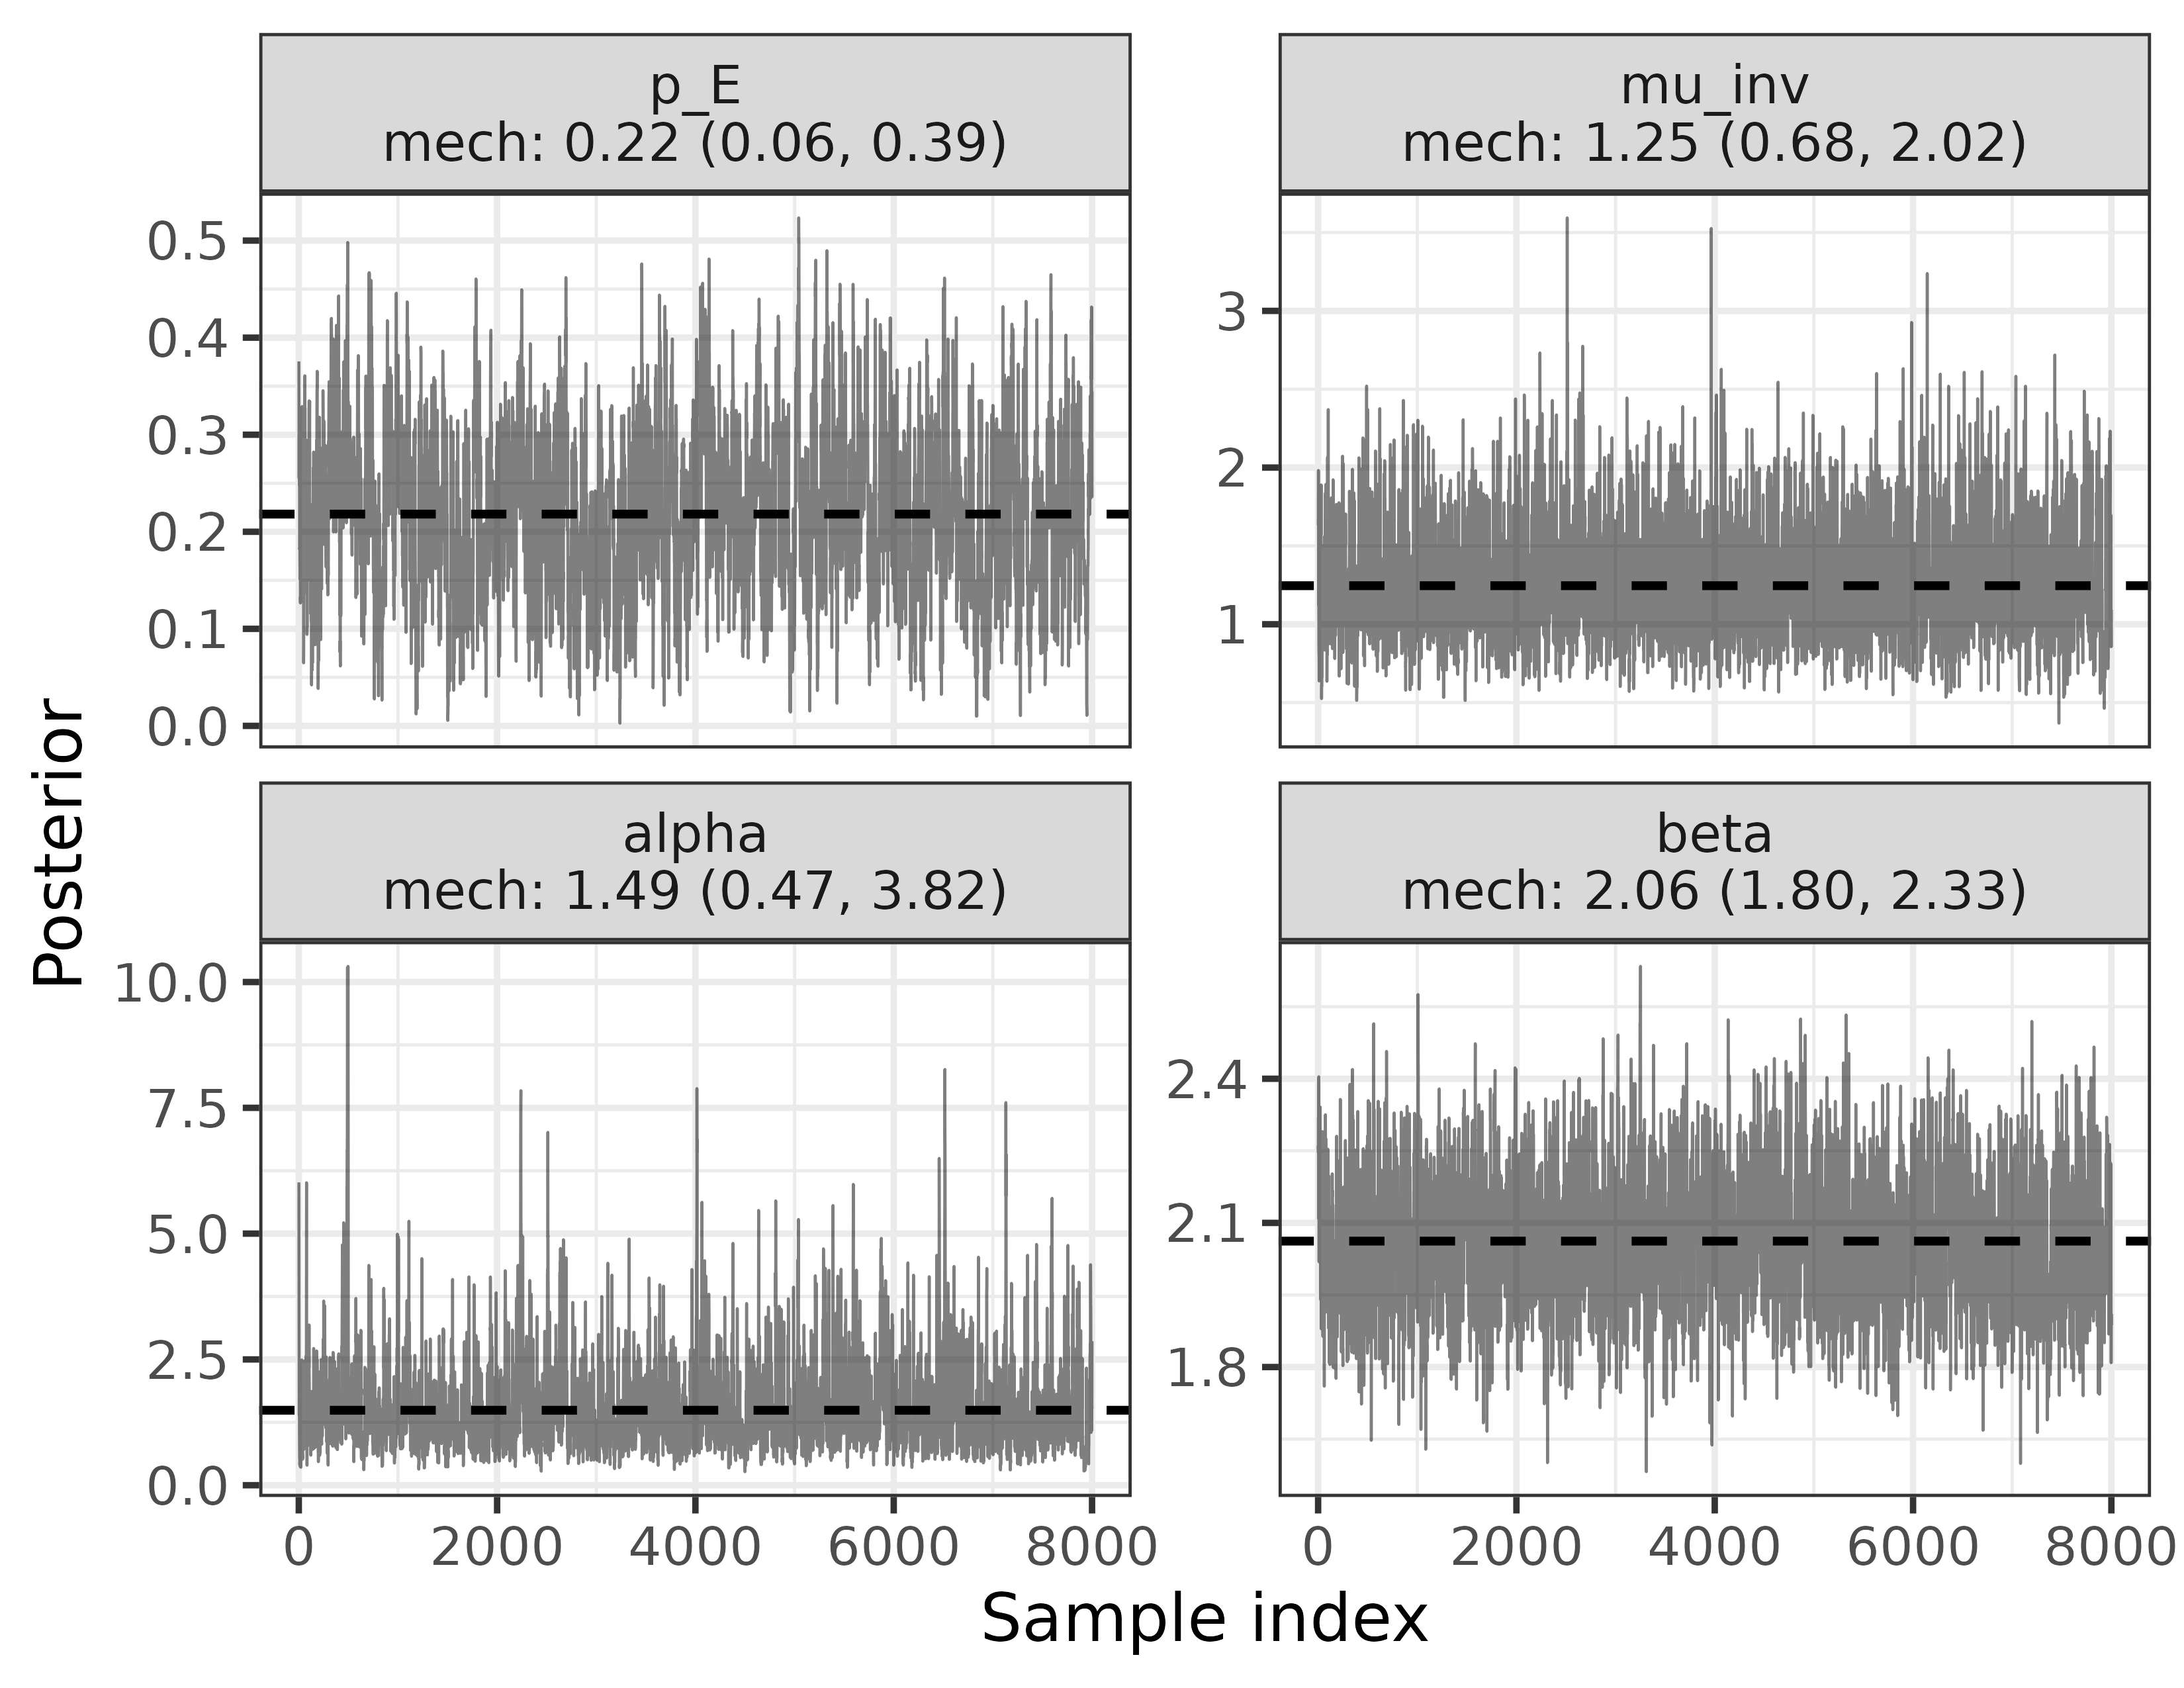 p_E
mech: 0.22 (0.06, 0.39)
mu_inv
mech: 1.25 (0.68, 2.02)
0.5
0.4
0.3
0.2
0.1
0.0
3
2
1
Posterior
alpha
mech: 1.49 (0.47, 3.82)
beta
mech: 2.06 (1.80, 2.33)
10.0
7.5
5.0
2.5
0.0
2.4
2.1
1.8
0 2000 4000 6000 8000
0 2000 4000 6000 8000
Sample index